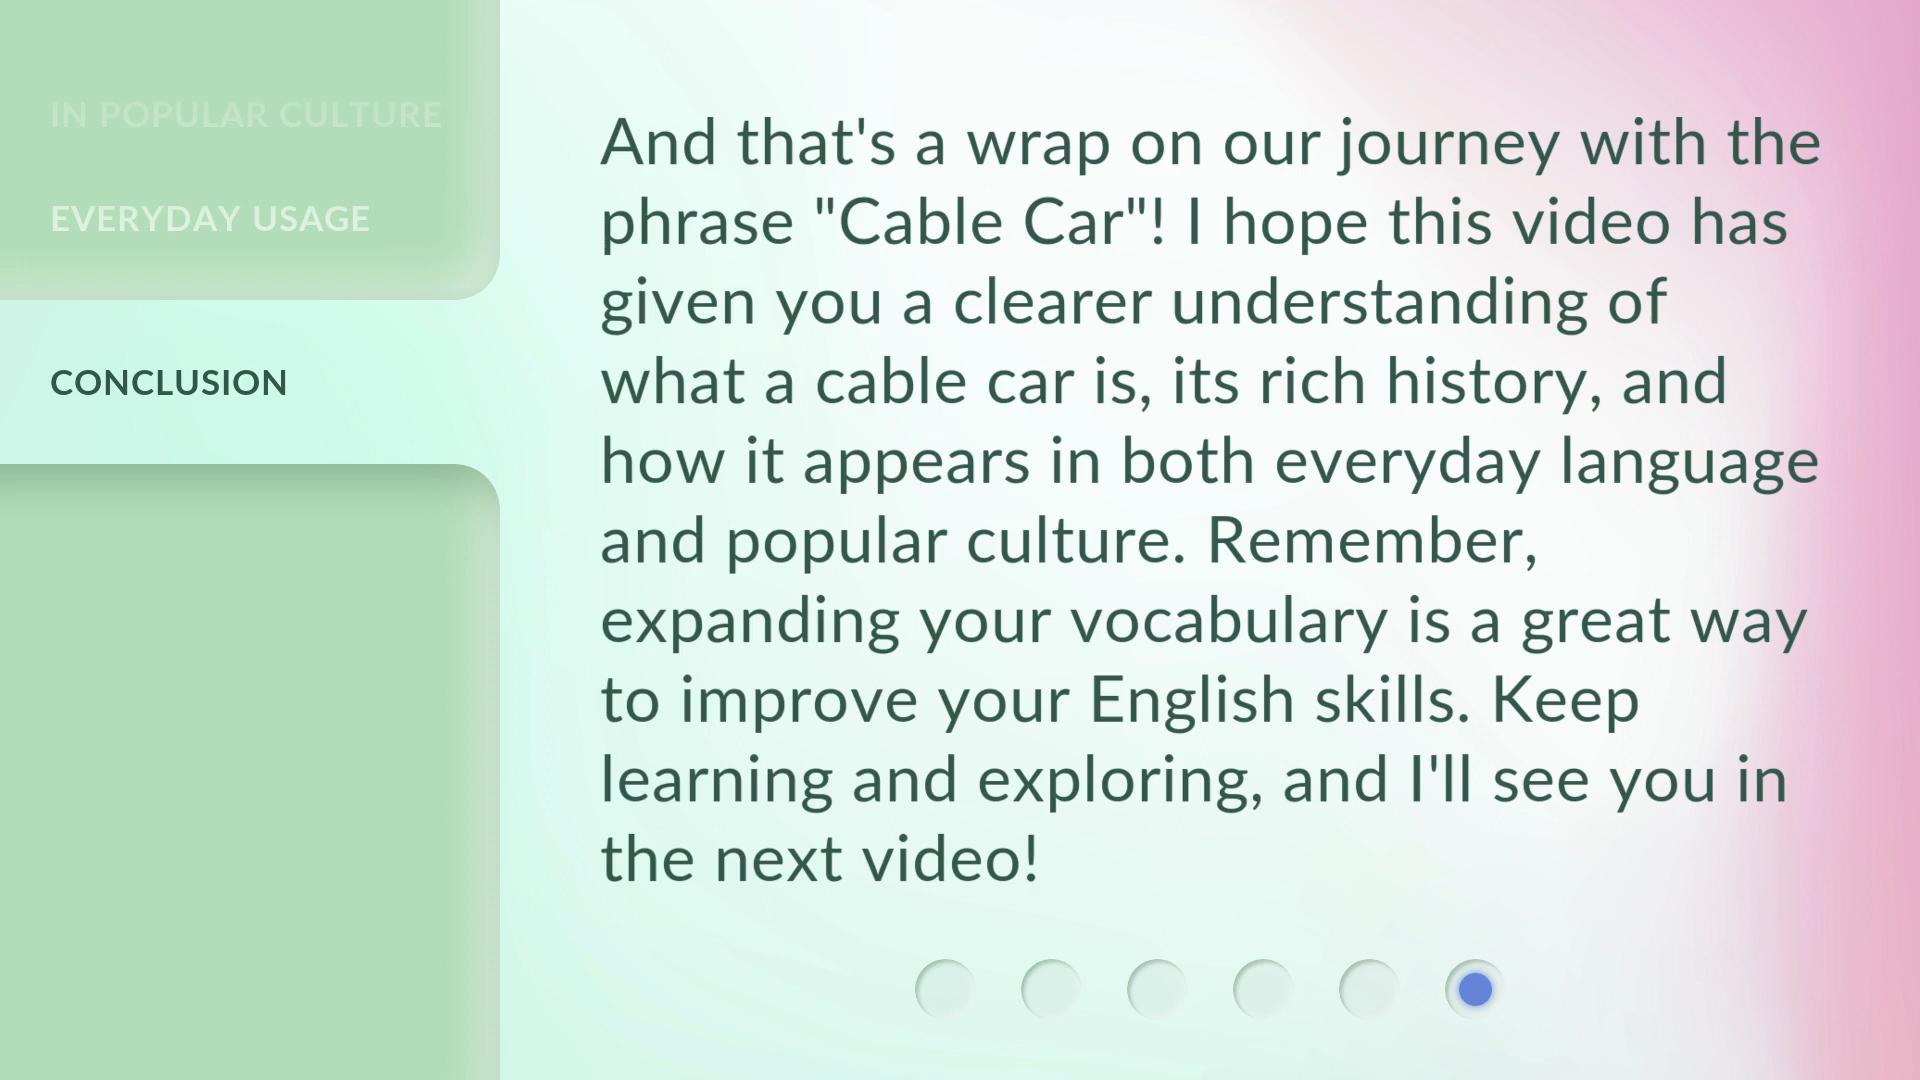 IN POPULAR CULTURE
EVERYDAY USAGE
CONCLUSION
And that's a wrap on our journey with the
phrase "Cable Car"! I hope this video has
given you a clearer understanding of
what a cable car is, its rich history, and
how it appears in both everyday language
and popular culture. Remember,
expanding your vocabulary is a great way
to improve your English skills. Keep
learning and exploring, and I'll see you in
the next video!